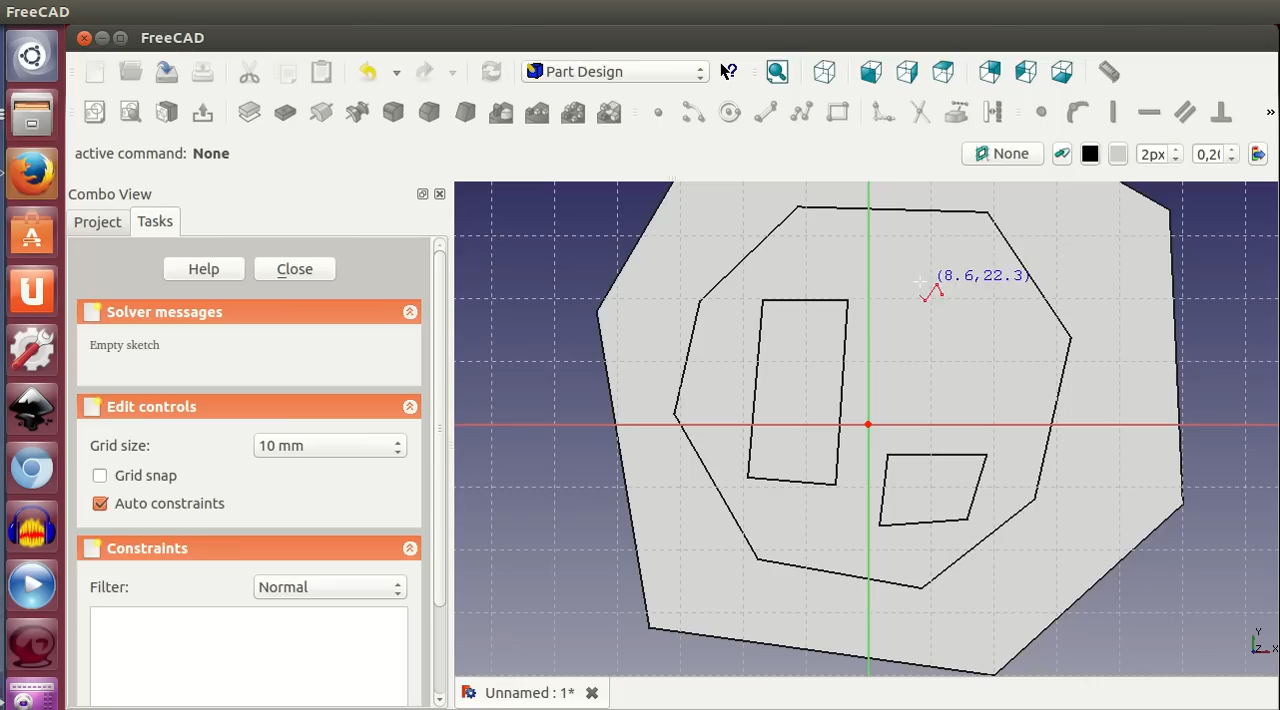 FreeCAD
FreeCAD
Part Design
active command: None
None
2px
0,20
Combo View
Project
Tasks
(8.6,22.3)
Help
Close
Solver messages
Empty sketch
Edit controls
Grid size:
10 mm
Grid snap
Auto constraints
Constraints
Filter:
Normal
Y
Z
X
Unnamed : 1*